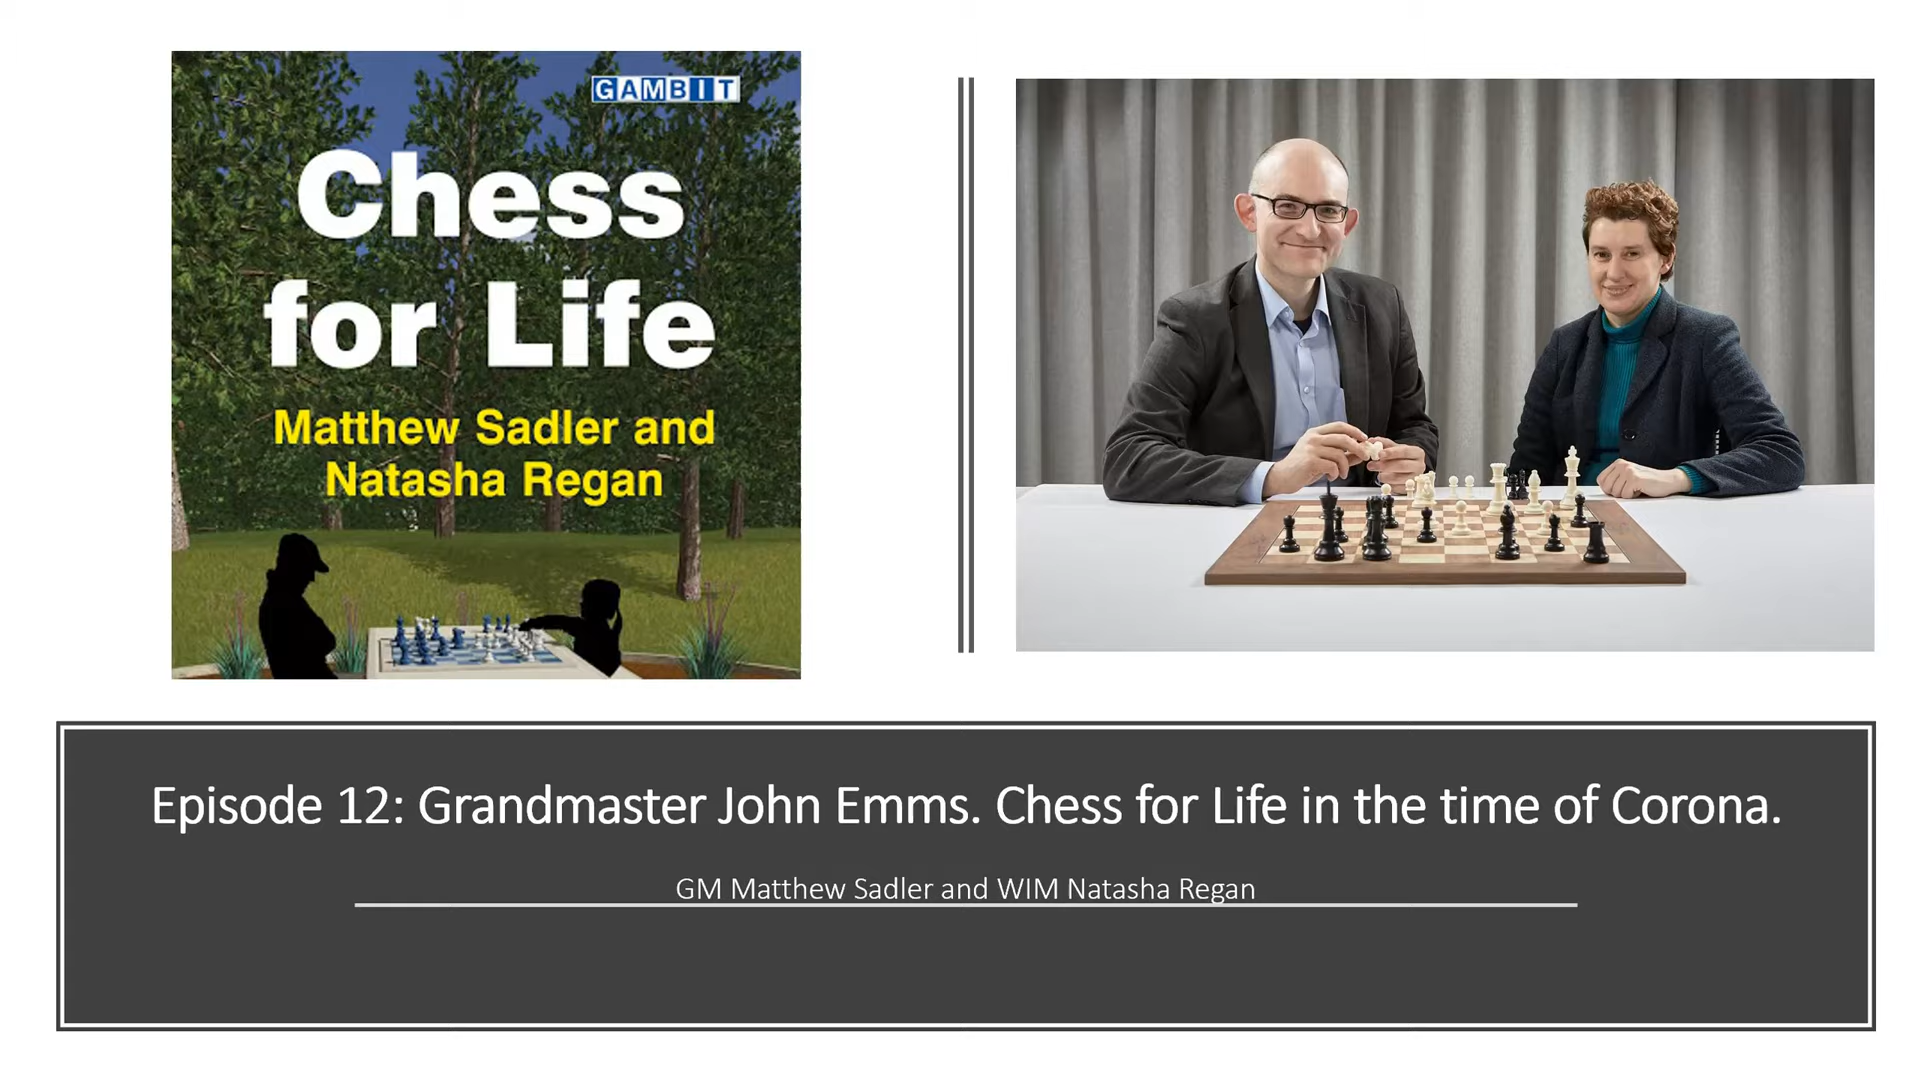 GAMBIT
Chess
for Life
Matthew Sadler and
Natasha Regan
Episode 12: Grandmaster John Emms. Chess for Life in the time of Corona.
GM Matthew Sadler and WIM Natasha Regan